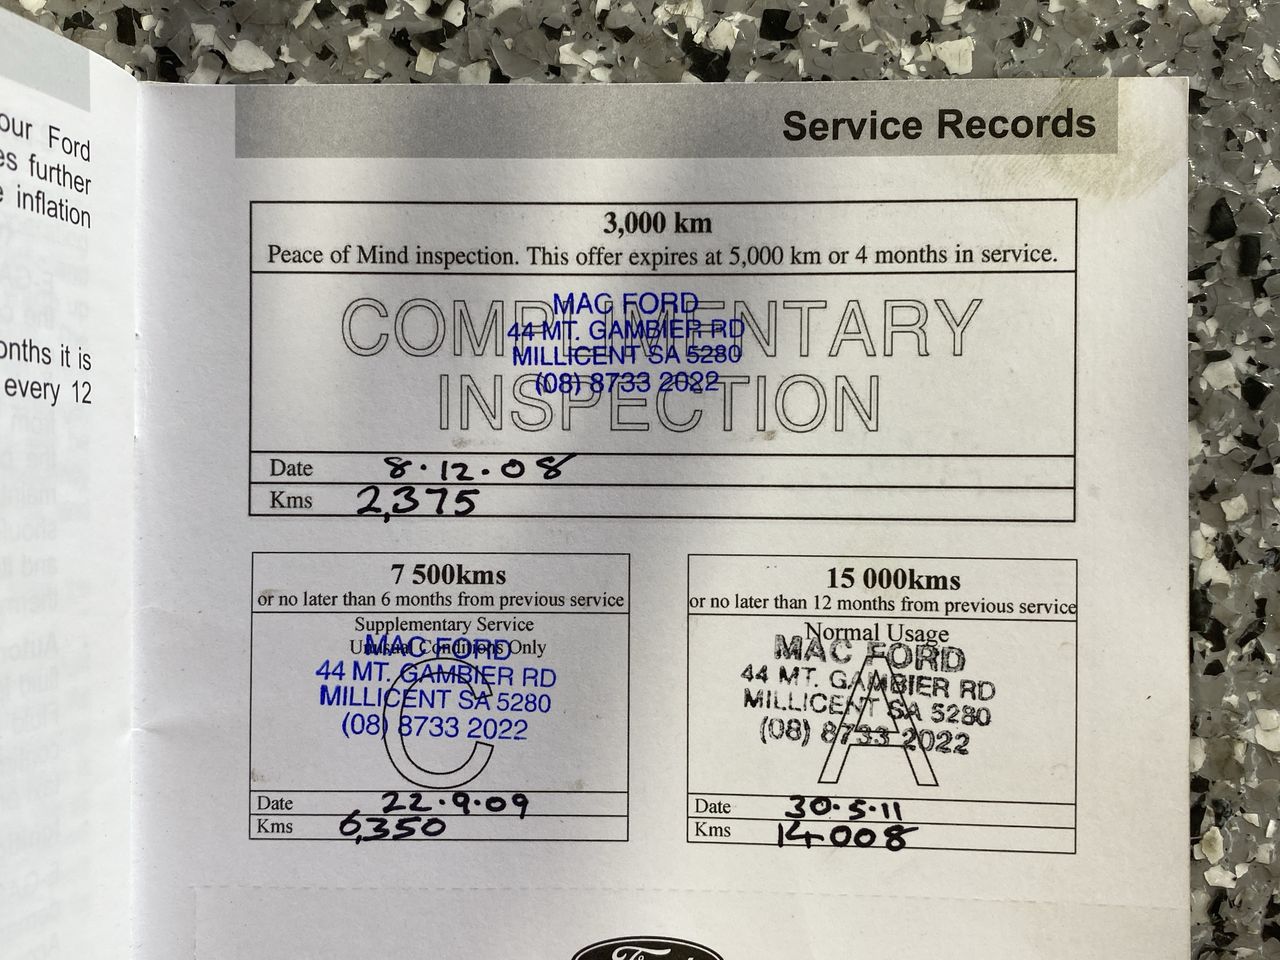 our Ford
es further
e inflation
onths it is
every 12
Service Records
3,000 km
Peace of Mind inspection. This offer expires at 5,000 km or 4 months in service.
COMPLIMENTARY
INSPECTION
MAC FORD
44 MT. GAMBIER RD
MILLICENT SA 5280
(08) 8733 2022
Date 8.12.08
Kms 2,375
7 500kms
or no later than 6 months from previous service
Supplementary Service
Unusual Conditions Only
C
MAC FORD
44 MT. GAMBIER RD
MILLICENT SA 5280
(08) 8733 2022
Date 22.9.09
Kms 6,350
15 000kms
or no later than 12 months from previous service
Normal Usage
A
MAC FORD
44 MT. GAMBIER RD
MILLICENT SA 5280
(08) 8733 2022
Date 30.5.11
Kms 14008
Ford